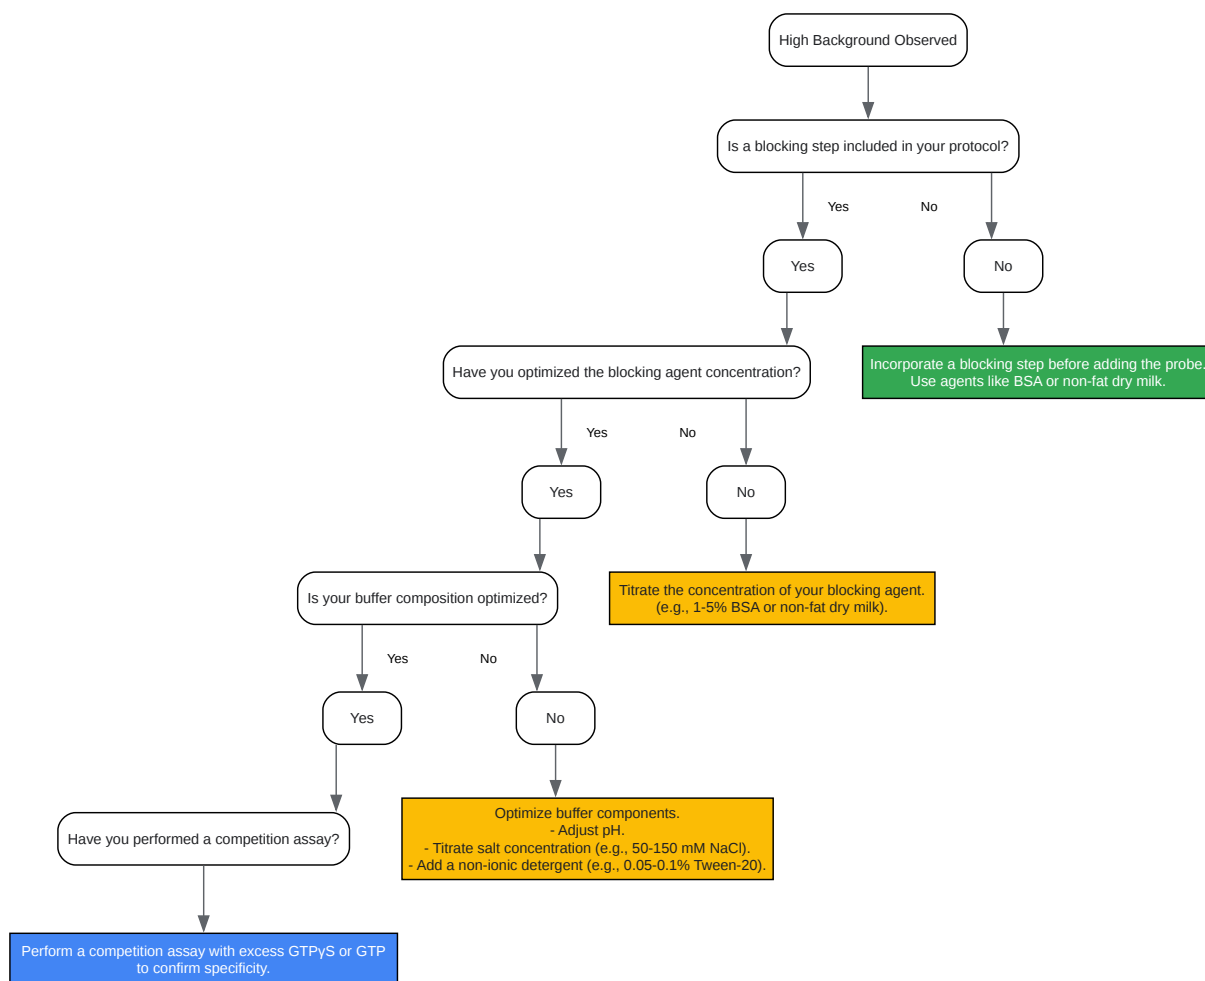 High Background Observed
Is a blocking step included in your protocol?
Yes
No
Yes
No
Have you optimized the blocking agent concentration?
Incorporate a blocking step before adding the probe.
Use agents like BSA or non-fat dry milk.
Yes
No
Yes
No
Is your buffer composition optimized?
Titrate the concentration of your blocking agent.
(e.g., 1-5% BSA or non-fat dry milk).
Yes
No
Yes
No
Have you performed a competition assay?
Optimize buffer components.
- Adjust pH.
- Titrate salt concentration (e.g., 50-150 mM NaCl).
- Add a non-ionic detergent (e.g., 0.05-0.1% Tween-20).
Perform a competition assay with excess GTPγS or GTP
to confirm specificity.